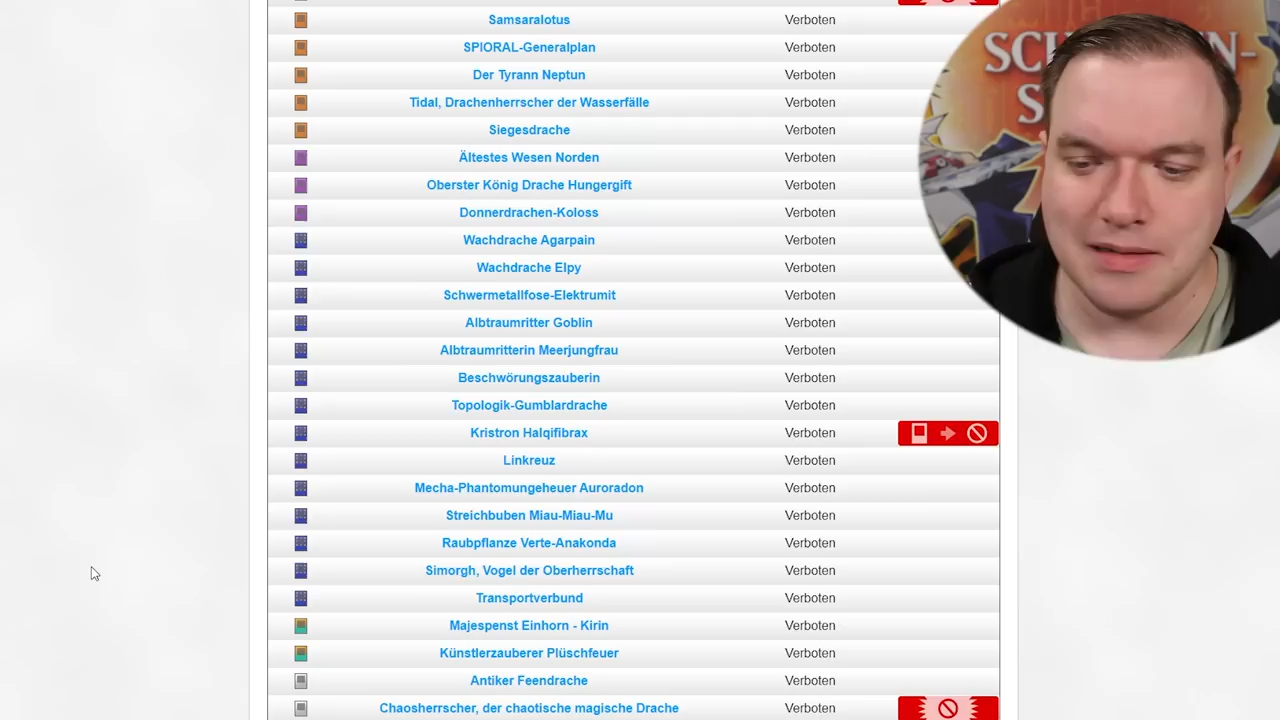 Samsaralotus Verboten
SPIORAL-Generalplan Verboten
Der Tyrann Neptun Verboten
Tidal, Drachenherrscher der Wasserfälle Verboten
Siegesdrache Verboten
Ältestes Wesen Norden Verboten
Oberster König Drache Hungergift Verboten
Donnerdrachen-Koloss Verboten
Wachdrache Agarpain Verboten
Wachdrache Elpy Verboten
Schwermetallfose-Elektrumit Verboten
Albtraumritter Goblin Verboten
Albtraumritterin Meerjungfrau Verboten
Beschwörungszauberin Verboten
Topologik-Gumblardrache Verboten
Kristron Halqifibrax Verboten
Linkreuz Verboten
Mecha-Phantomungeheuer Auroradon Verboten
Streichbuben Miau-Miau-Mu Verboten
Raubpflanze Verte-Anakonda Verboten
Simorgh, Vogel der Oberherrschaft Verboten
Transportverbund Verboten
Majespenst Einhorn - Kirin Verboten
Künstlerzauberer Plüschfeuer Verboten
Antiker Feendrache Verboten
Chaosherrscher, der chaotische magische Drache Verboten